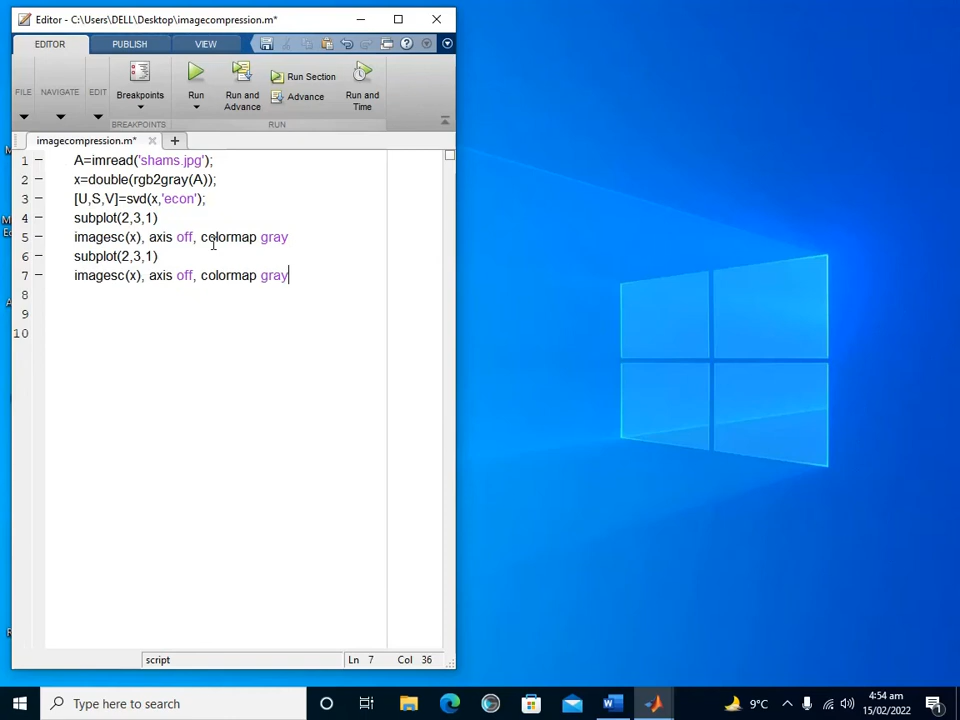 Editor - C:\Users\DELL\Desktop\imagecompression.m*
EDITOR PUBLISH VIEW
FILE NAVIGATE EDIT Breakpoints Run Run and Advance Run Section Advance Run and Time
BREAKPOINTS RUN
imagecompression.m*
1 A=imread('shams.jpg');
2 x=double(rgb2gray(A));
3 [U,S,V]=svd(x,'econ');
4 subplot(2,3,1)
5 imagesc(x), axis off, colormap gray
6 subplot(2,3,1)
7 imagesc(x), axis off, colormap gray
8
9
10
script Ln 7 Col 36
Type here to search
9°C
4:54 am
15/02/2022
1